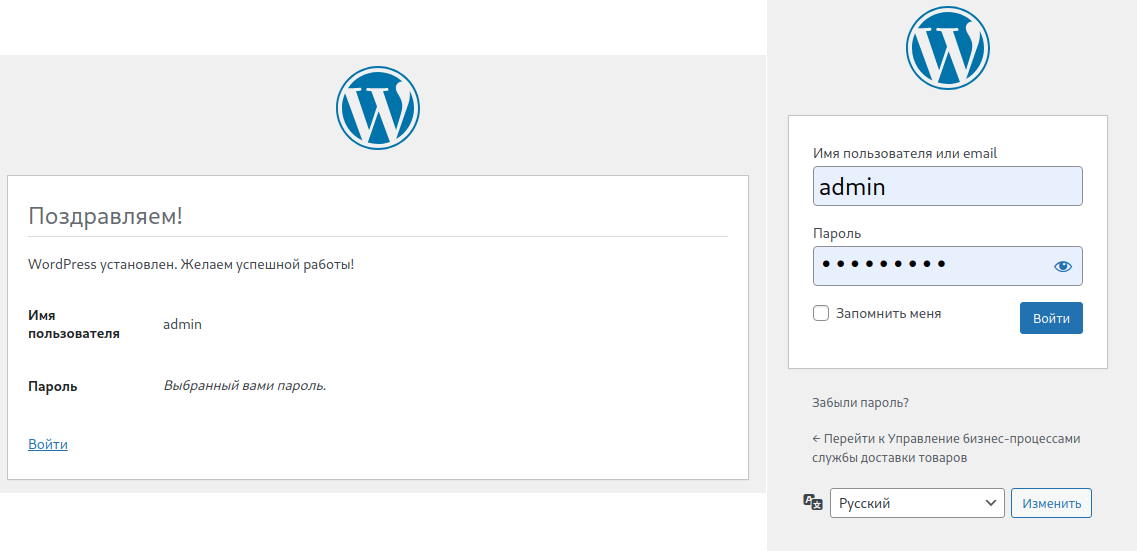 Поздравляем!
WordPress установлен. Желаем успешной работы!
Имя
пользователя
admin
Пароль
Выбранный вами пароль.
Войти
Имя пользователя или email
admin
Пароль
•••••••••
Запомнить меня
Войти
Забыли пароль?
← Перейти к Управление бизнес-процессами
службы доставки товаров
Русский
Изменить